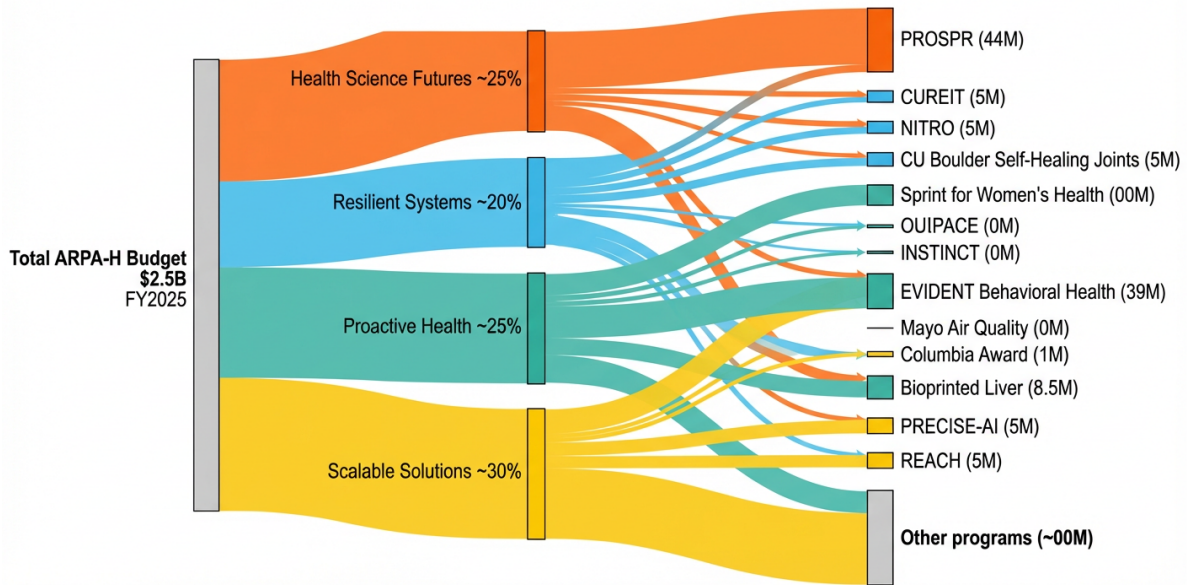 Total ARPA-H Budget
$2.5B
FY2025
Health Science Futures ~25%
Resilient Systems ~20%
Proactive Health ~25%
Scalable Solutions ~30%
PROSPR (44M)
CUREIT (5M)
NITRO (5M)
CU Boulder Self-Healing Joints (5M)
Sprint for Women's Health (00M)
OUIPACE (0M)
INSTINCT (0M)
EVIDENT Behavioral Health (39M)
Mayo Air Quality (0M)
Columbia Award (1M)
Bioprinted Liver (8.5M)
PRECISE-AI (5M)
REACH (5M)
Other programs (~00M)